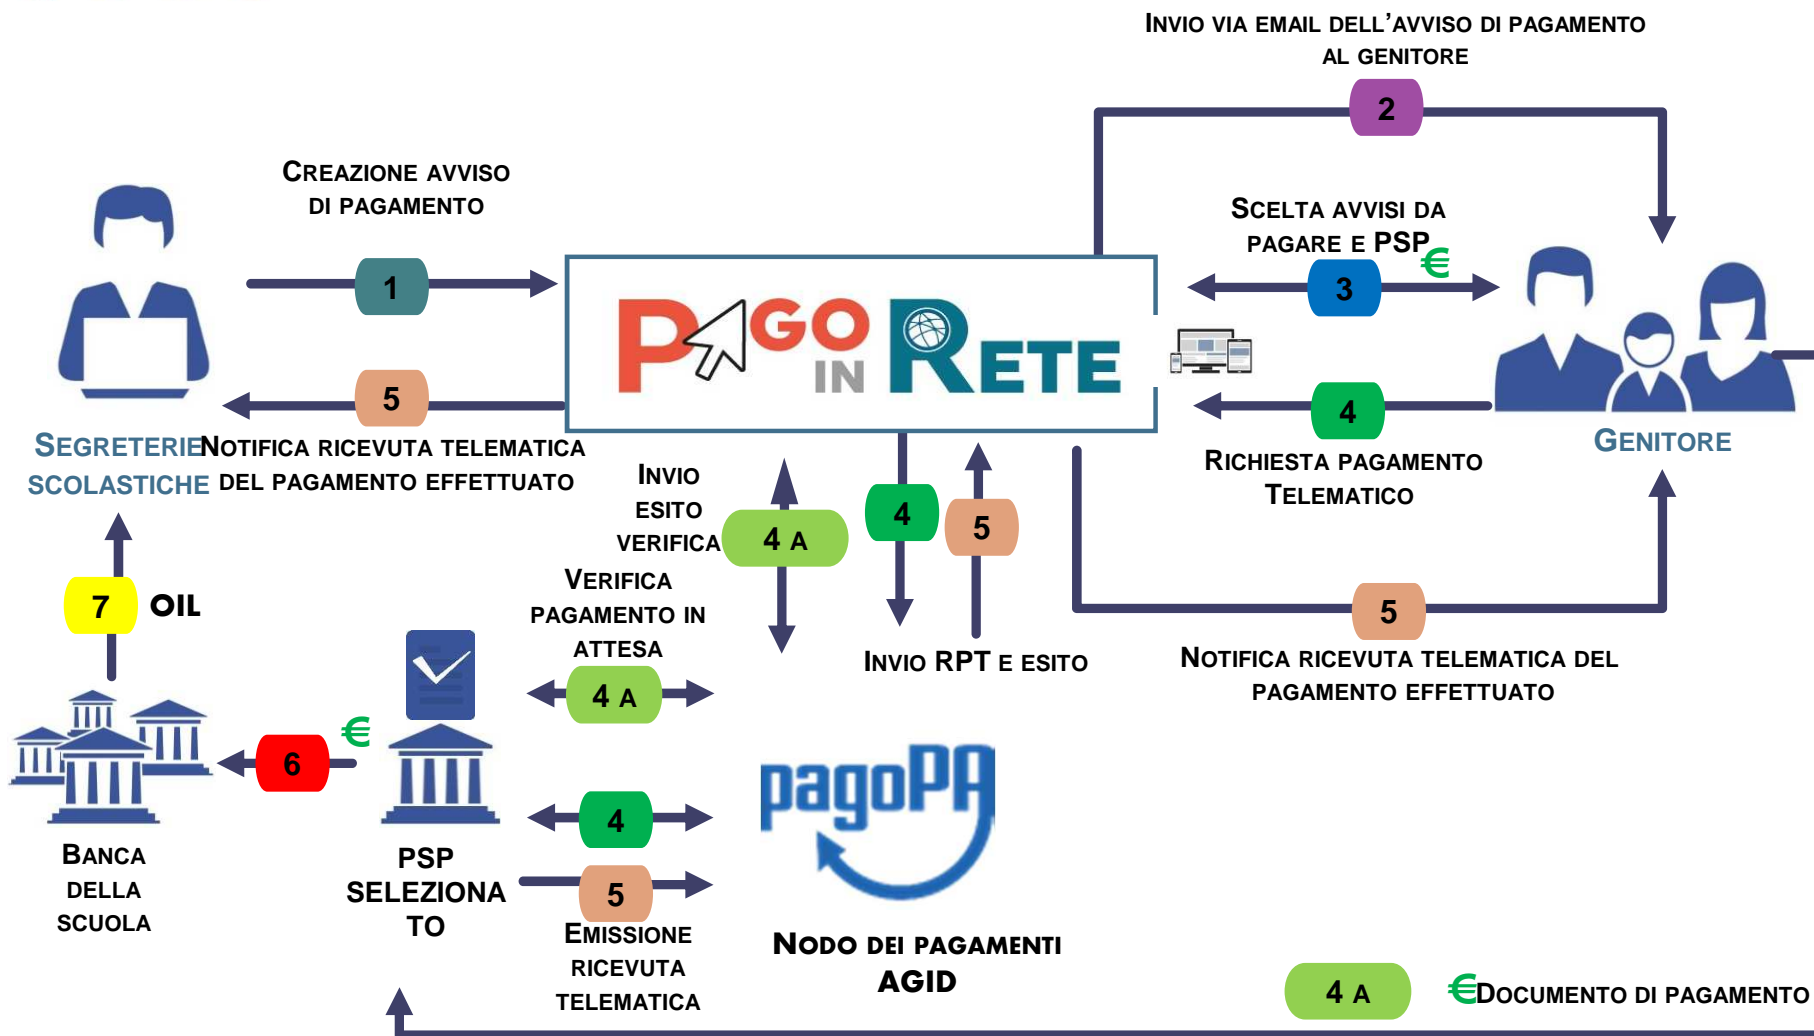 INVIO VIA EMAIL DELL'AVVISO DI PAGAMENTO
AL GENITORE
2
CREAZIONE AVVISO
DI PAGAMENTO
1
SCELTA AVVISI DA
PAGARE E PSP €
3
PAGO
IN RETE
5
NOTIFICA RICEVUTA TELEMATICA
DEL PAGAMENTO EFFETTUATO
SEGRETERIE
SCOLASTICHE
4
RICHIESTA PAGAMENTO
TELEMATICO
GENITORE
INVIO
ESITO
VERIFICA
4 A
4
5
INVIO RPT E ESITO
VERIFICA
PAGAMENTO IN
ATTESA
4 A
5
NOTIFICA RICEVUTA TELEMATICA DEL
PAGAMENTO EFFETTUATO
7 OIL
6 €
BANCA
DELLA
SCUOLA
PSP
SELEZIONA
TO
4
5
EMISSIONE
RICEVUTA
TELEMATICA
pagoPA
NODO DEI PAGAMENTI
AGID
4 A €DOCUMENTO DI PAGAMENTO